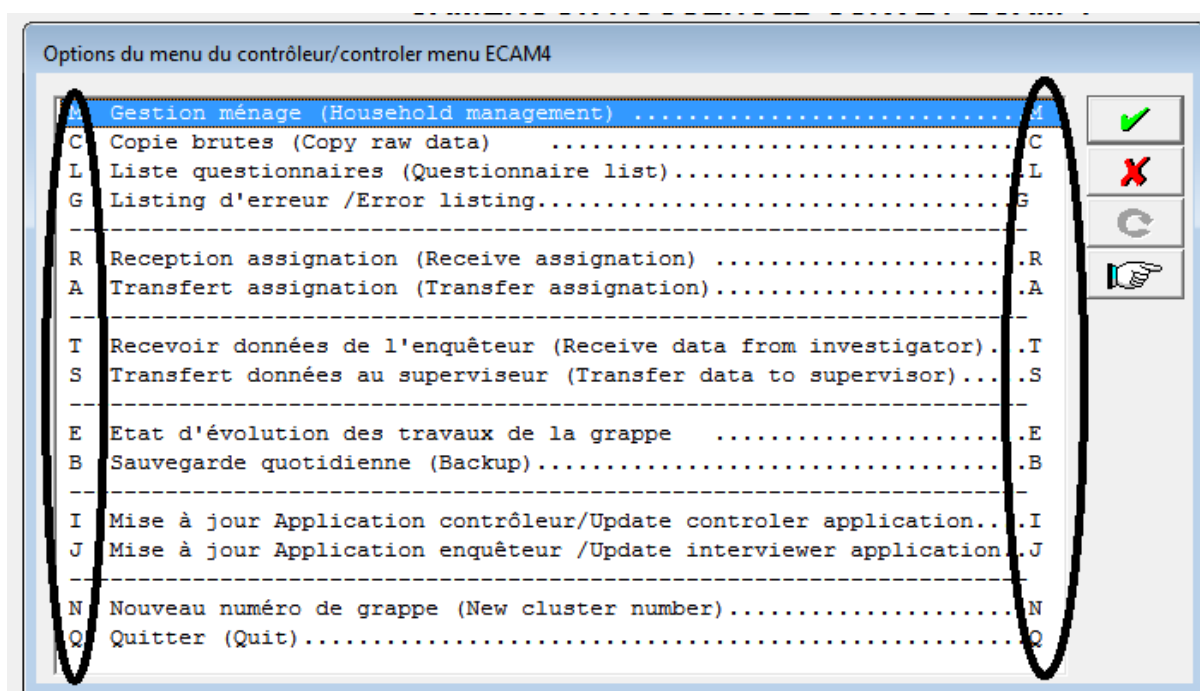 Options du menu du contrôleur/controler menu ECAM4
M Gestion ménage (Household management) ..............................M
C Copie brutes (Copy raw data) ...................................C
L Liste questionnaires (Questionnaire list)..........................L
G Listing d'erreur /Error listing...................................G
-----------------------------------------------------------------------
R Reception assignation (Receive assignation) .......................R
A Transfert assignation (Transfer assignation).......................A
-----------------------------------------------------------------------
T Recevoir données de l'enquêteur (Receive data from investigator)...T
S Transfert données au superviseur (Transfer data to supervisor).....S
-----------------------------------------------------------------------
E Etat d'évolution des travaux de la grappe .......................E
B Sauvegarde quotidienne (Backup)....................................B
-----------------------------------------------------------------------
I Mise à jour Application contrôleur/Update controler application....I
J Mise à jour Application enquêteur /Update interviewer application..J
-----------------------------------------------------------------------
N Nouveau numéro de grappe (New cluster number)......................N
Q Quitter (Quit).....................................................Q